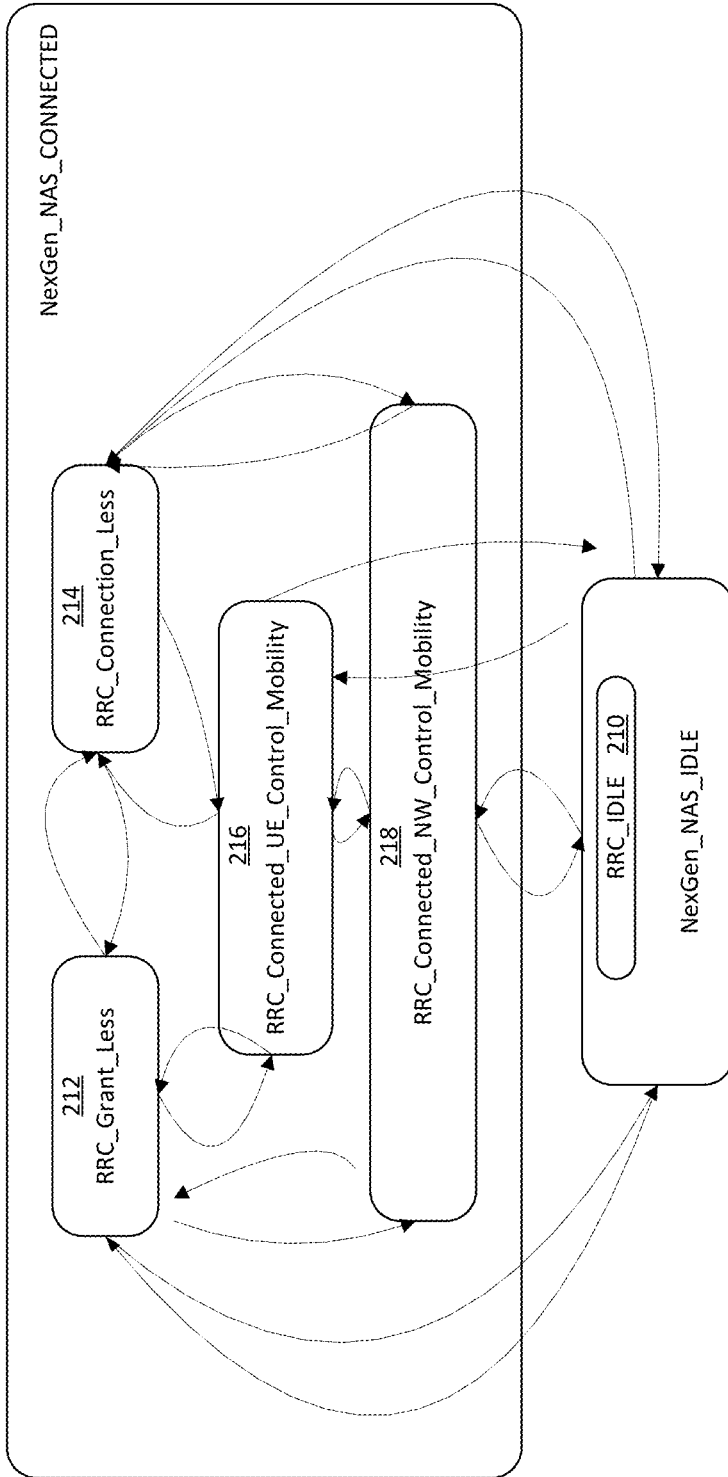 NexGen_NAS_CONNECTED
212
RRC_Grant_Less
214
RRC_Connection_Less
216
RRC_Connected_UE_Control_Mobility
218
RRC_Connected_NW_Control_Mobility
RRC_IDLE 210
NexGen_NAS_IDLE